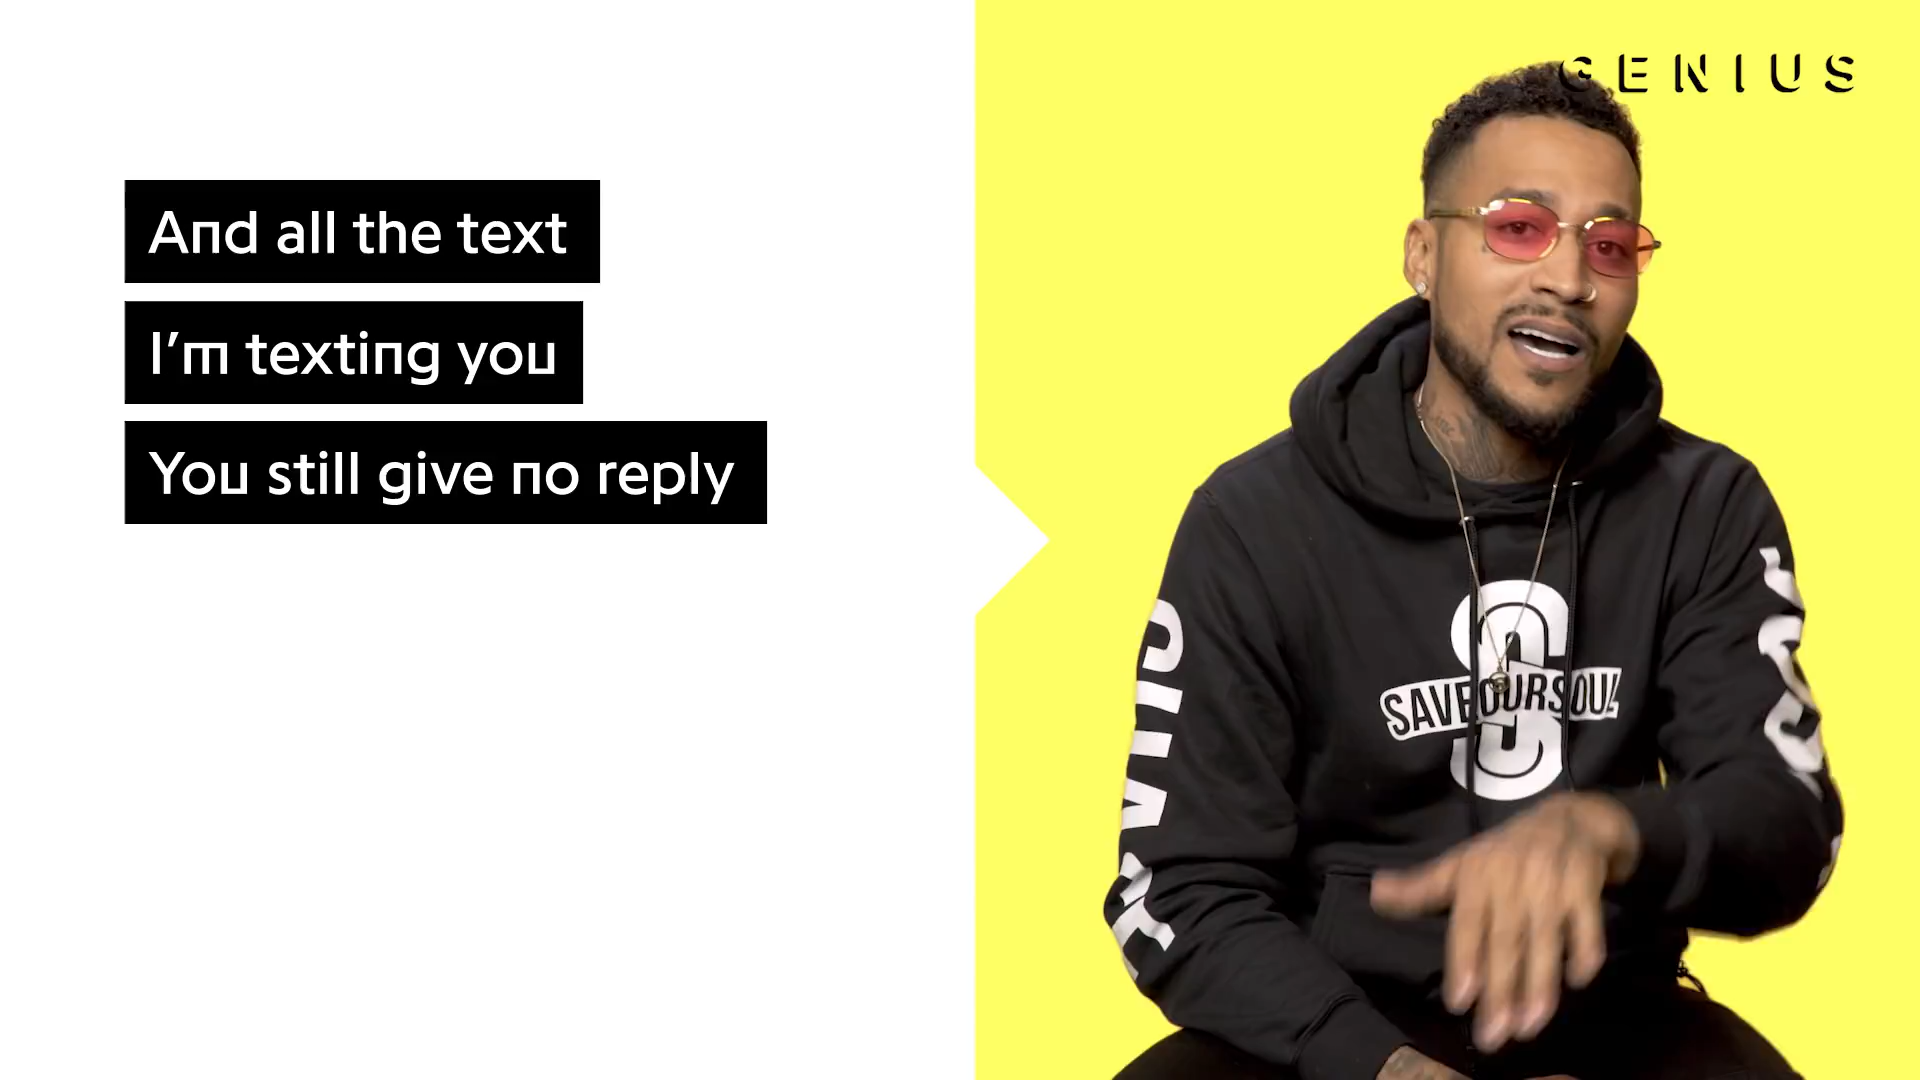 GENIUS
And all the text
I’m texting you
You still give no reply
S
SAVEOURSOUL